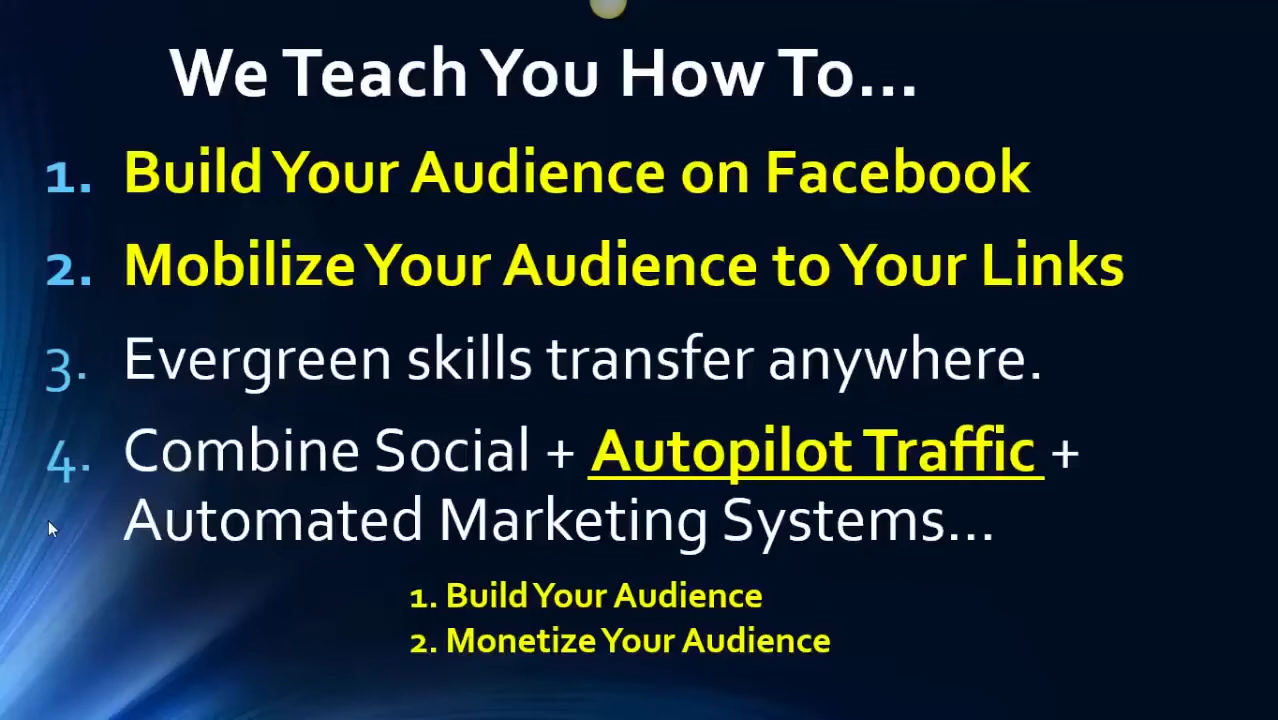 We Teach You How To...
1. Build Your Audience on Facebook
2. Mobilize Your Audience to Your Links
3. Evergreen skills transfer anywhere.
4. Combine Social + Autopilot Traffic +
Automated Marketing Systems...
1. Build Your Audience
2. Monetize Your Audience